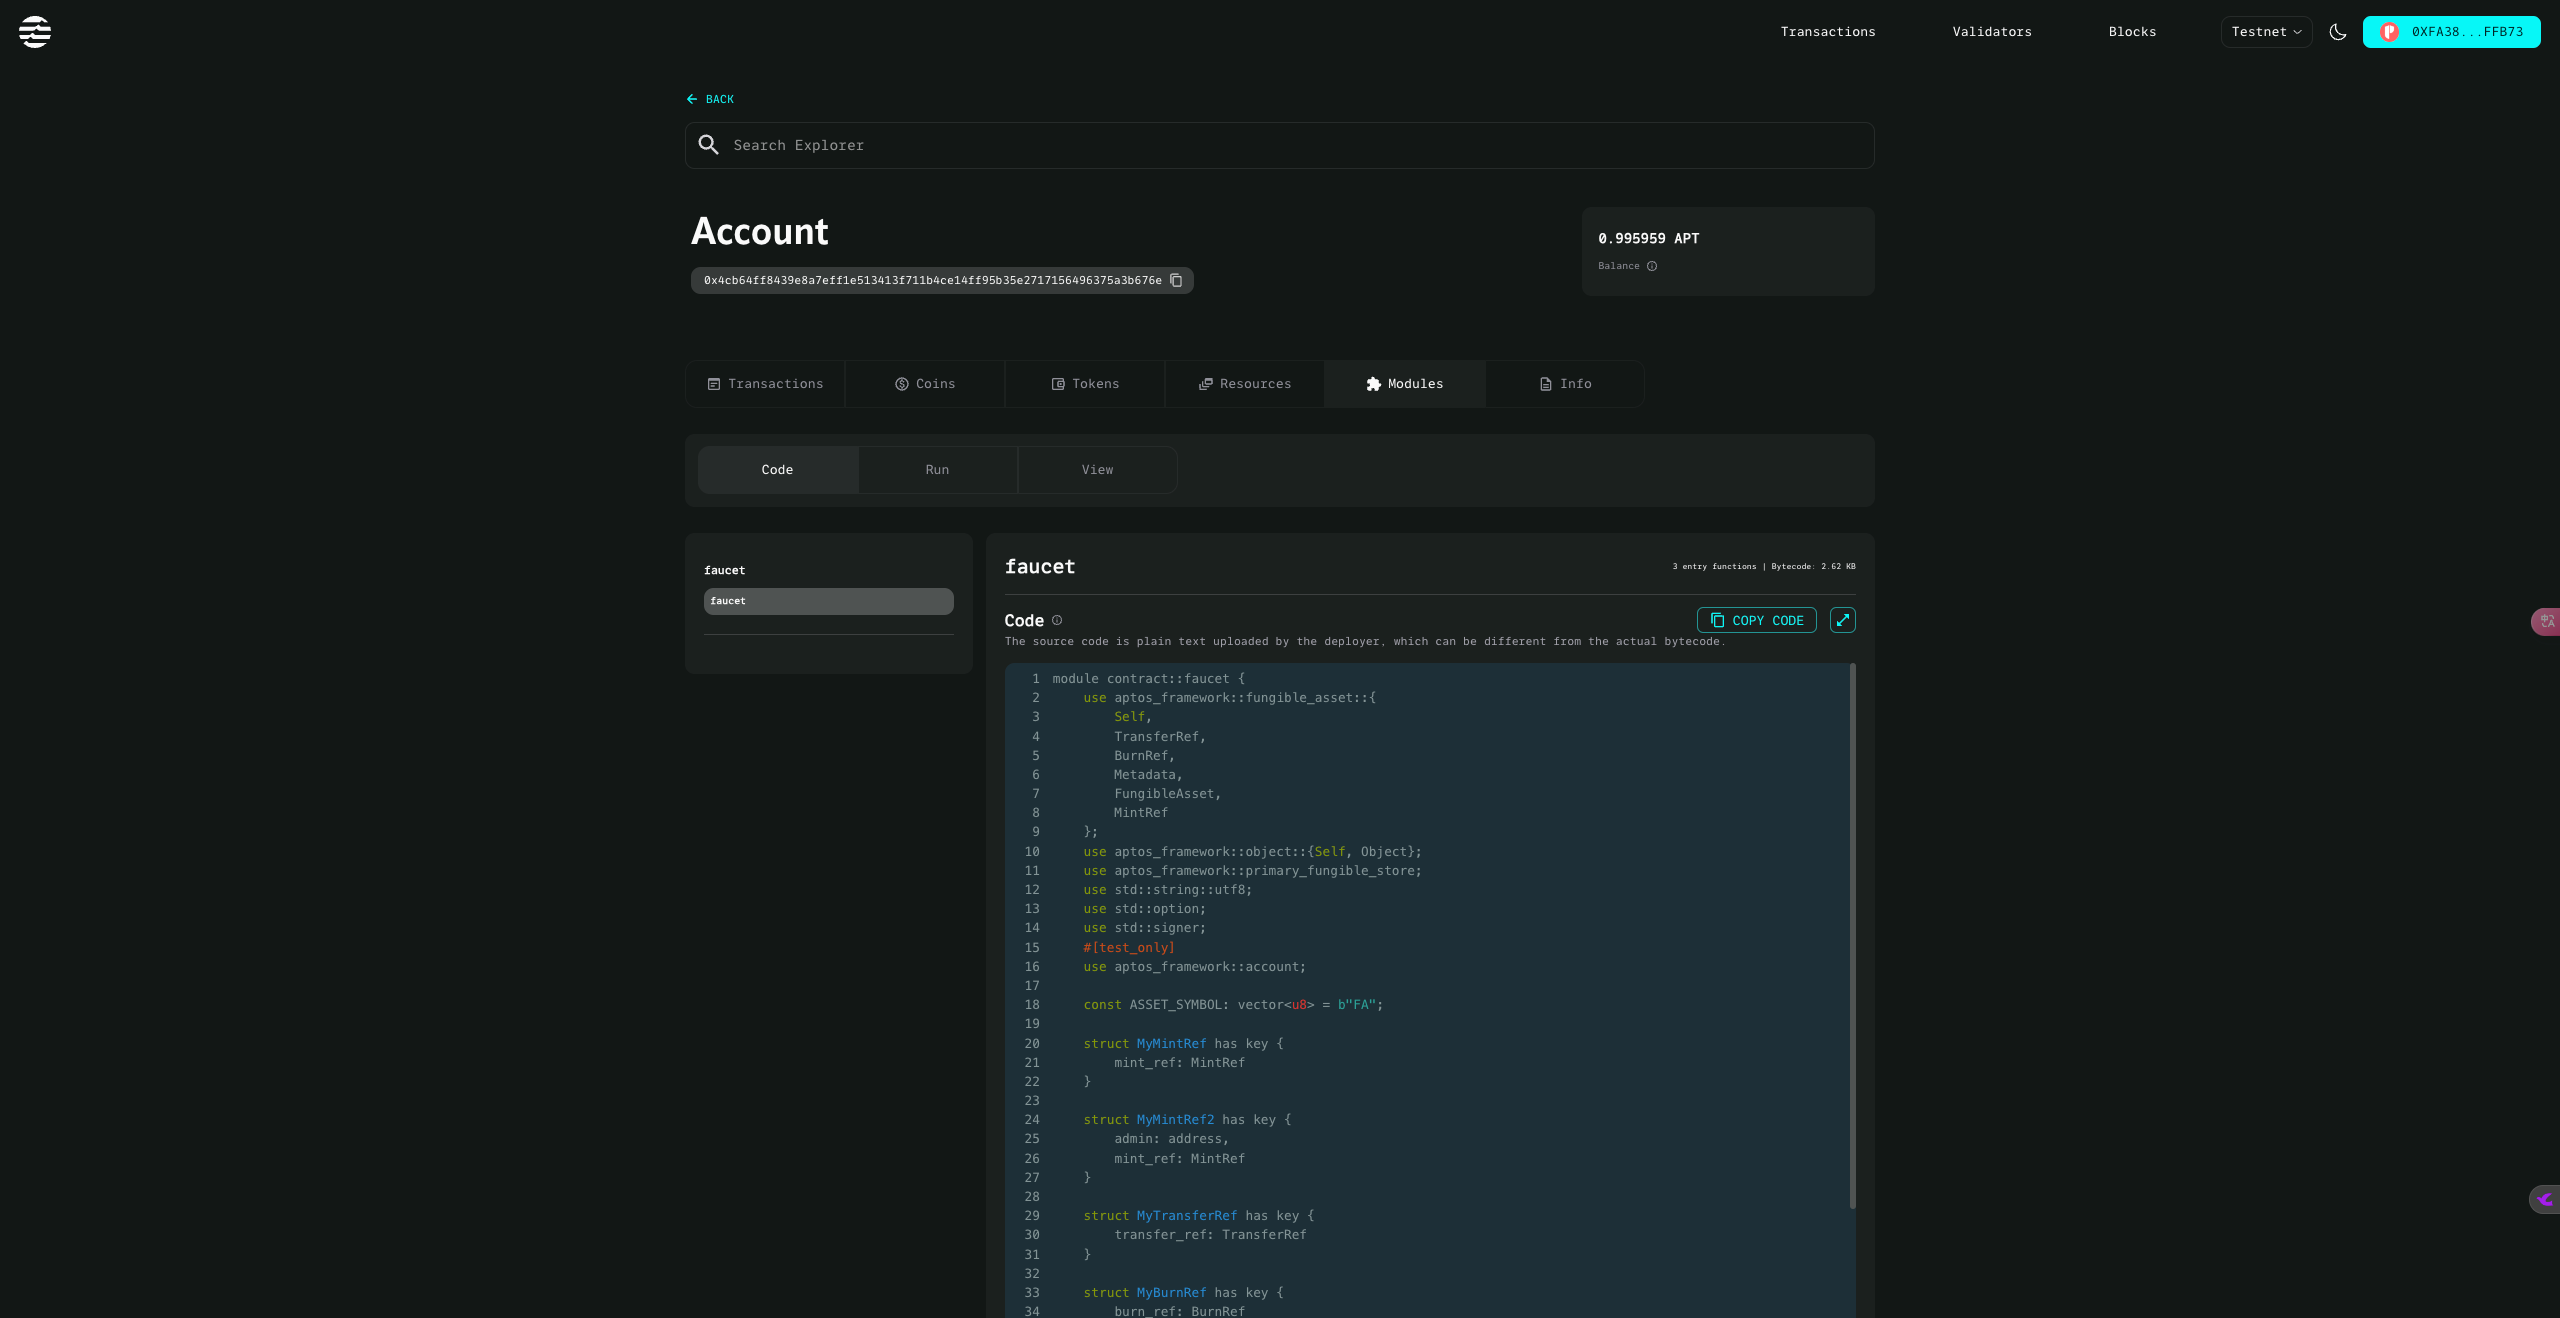 Transactions
Validators
Blocks
Testnet
0XFA38...FFB73
BACK
Search Explorer
Account
0.995959 APT
Balance
0x4cb64ff8439e8a7eff1e513413f711b4ce14ff95b35e2717156496375a3b676e
Transactions
Coins
Tokens
Resources
Modules
Info
Code
Run
View
faucet
faucet
faucet
3 entry functions | Bytecode: 2.62 KB
Code
COPY CODE
The source code is plain text uploaded by the deployer, which can be different from the actual bytecode.
1 module contract::faucet {
2     use aptos_framework::fungible_asset::{
3         Self,
4         TransferRef,
5         BurnRef,
6         Metadata,
7         FungibleAsset,
8         MintRef
9     };
10     use aptos_framework::object::{Self, Object};
11     use aptos_framework::primary_fungible_store;
12     use std::string::utf8;
13     use std::option;
14     use std::signer;
15     #[test_only]
16     use aptos_framework::account;
17
18     const ASSET_SYMBOL: vector<u8> = b"FA";
19
20     struct MyMintRef has key {
21         mint_ref: MintRef
22     }
23
24     struct MyMintRef2 has key {
25         admin: address,
26         mint_ref: MintRef
27     }
28
29     struct MyTransferRef has key {
30         transfer_ref: TransferRef
31     }
32
33     struct MyBurnRef has key {
34         burn_ref: BurnRef